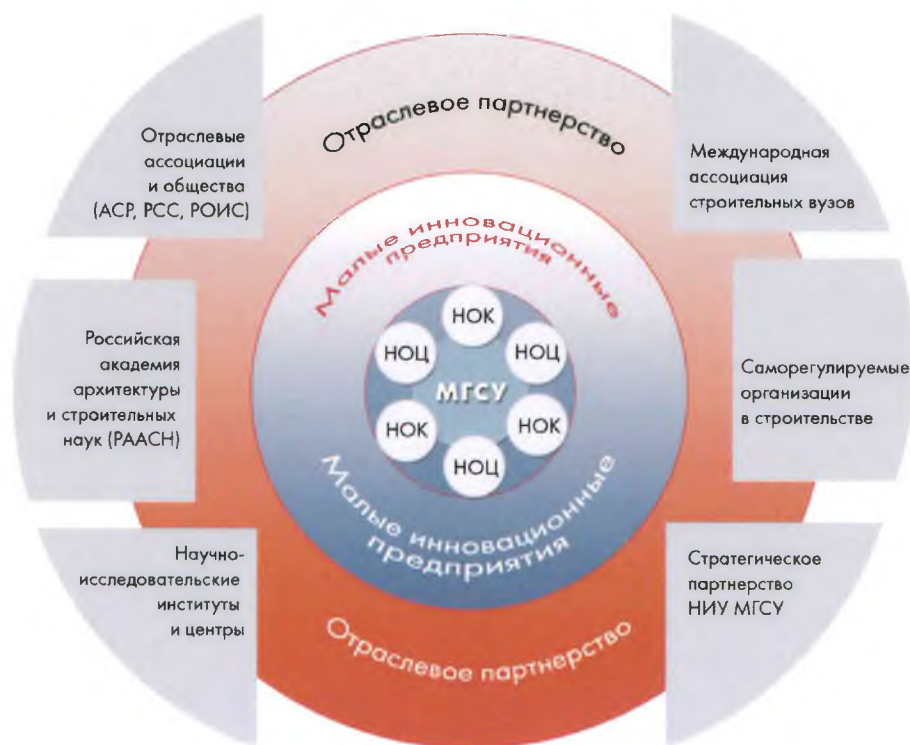 Отраслевое партнерство
Отраслевые
ассоциации
и общества
(АСР, РСС, РОИС)
Международная
ассоциация
строительных вузов
Малые инновационные
предприятия
Российская
академия
архитектуры
и строительных
наук (РААСН)
НОК
НОЦ
НОЦ
МГСУ
НОК
НОК
НОЦ
Саморегулируемые
организации
в строительстве
Малые инновационные
предприятия
Научно-
исследовательские
институты
и центры
Стратегическое
партнерство
НИУ МГСУ
Отраслевое партнерство